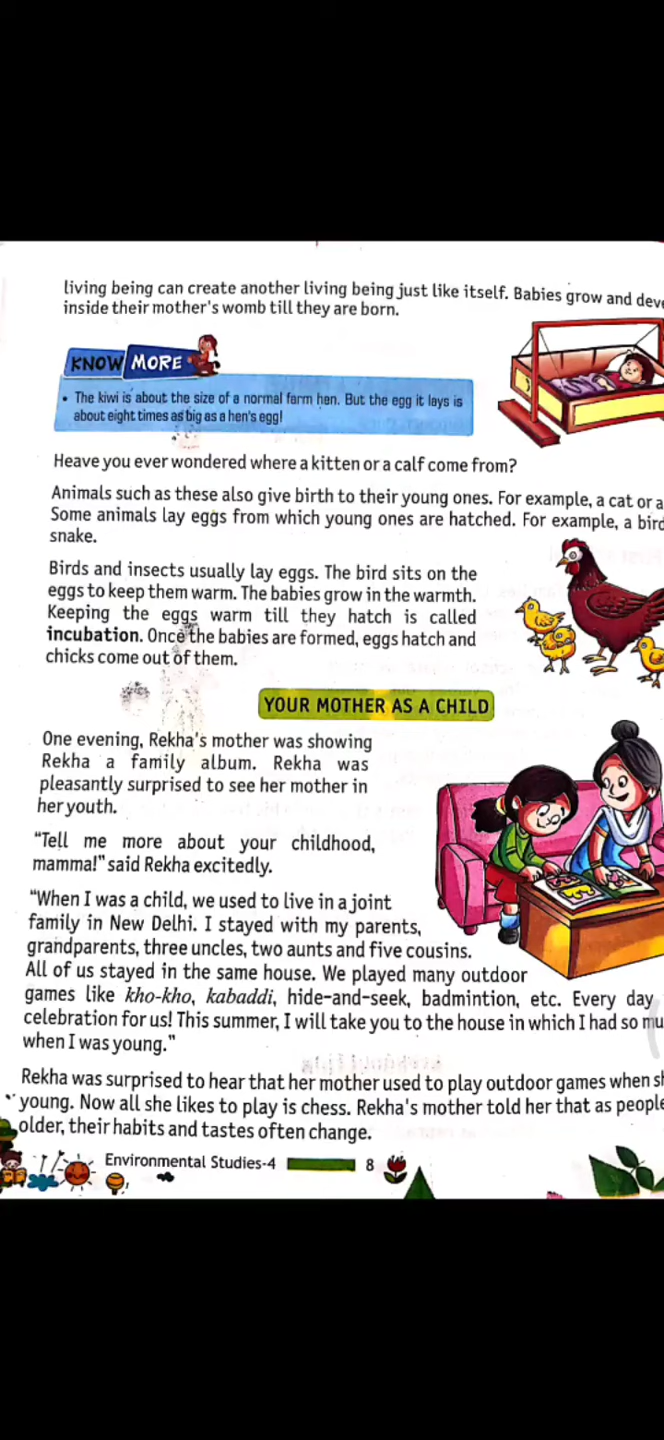 living being can create another living being just like itself. Babies grow and
inside their mother's womb till they are born.
KNOW MORE
• The kiwi is about the size of a normal farm hen. But the egg it lays is
about eight times as big as a hen's egg!
Heave you ever wondered where a kitten or a calf come from?
Animals such as these also give birth to their young ones. For example, a cat or a
Some animals lay eggs from which young ones are hatched. For example, a bird
snake.
Birds and insects usually lay eggs. The bird sits on the
eggs to keep them warm. The babies grow in the warmth.
Keeping the eggs warm till they hatch is called
incubation. Once the babies are formed, eggs hatch and
chicks come out of them.
YOUR MOTHER AS A CHILD
One evening, Rekha's mother was showing
Rekha a family album. Rekha was
pleasantly surprised to see her mother in
her youth.
"Tell me more about your childhood,
mamma!" said Rekha excitedly.
"When I was a child, we used to live in a joint
family in New Delhi. I stayed with my parents,
grandparents, three uncles, two aunts and five cousins.
All of us stayed in the same house. We played many outdoor
games like kho-kho, kabaddi, hide-and-seek, badmintion, etc. Every day
celebration for us! This summer, I will take you to the house in which I had so
when I was young."
Rekha was surprised to hear that her mother used to play outdoor games when
young. Now all she likes to play is chess. Rekha's mother told her that as people
older, their habits and tastes often change.
Environmental Studies-4 8